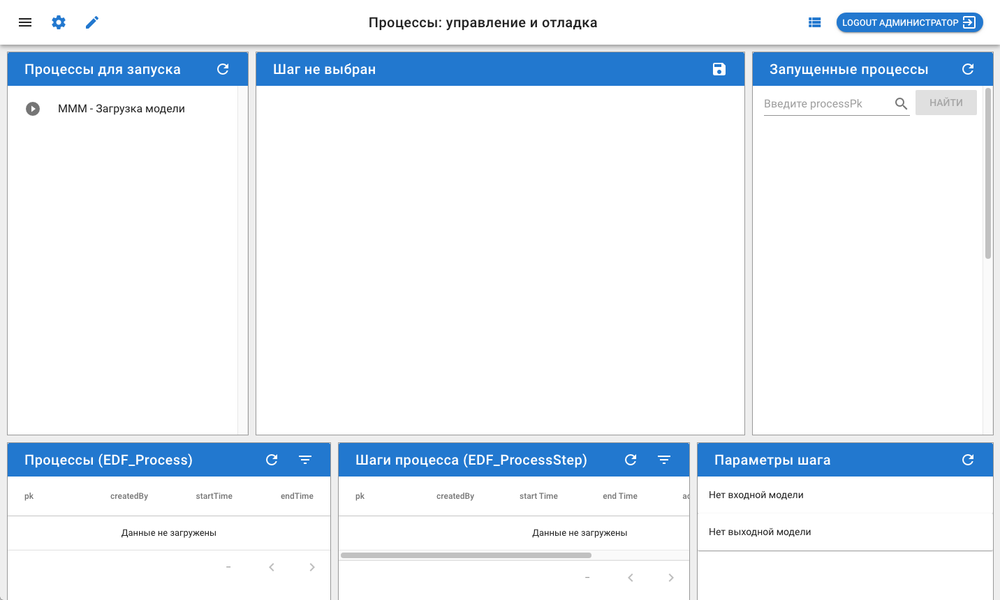 Процессы: управление и отладка
LOGOUT АДМИНИСТРАТОР
Процессы для запуска
Шаг не выбран
Запущенные процессы
МММ - Загрузка модели
Введите processPk
НАЙТИ
Процессы (EDF_Process)
Шаги процесса (EDF_ProcessStep)
Параметры шага
pk createdBy startTime endTime
pk createdBy start Time end Time
Нет входной модели
Данные не загружены
Данные не загружены
Нет выходной модели
–
–